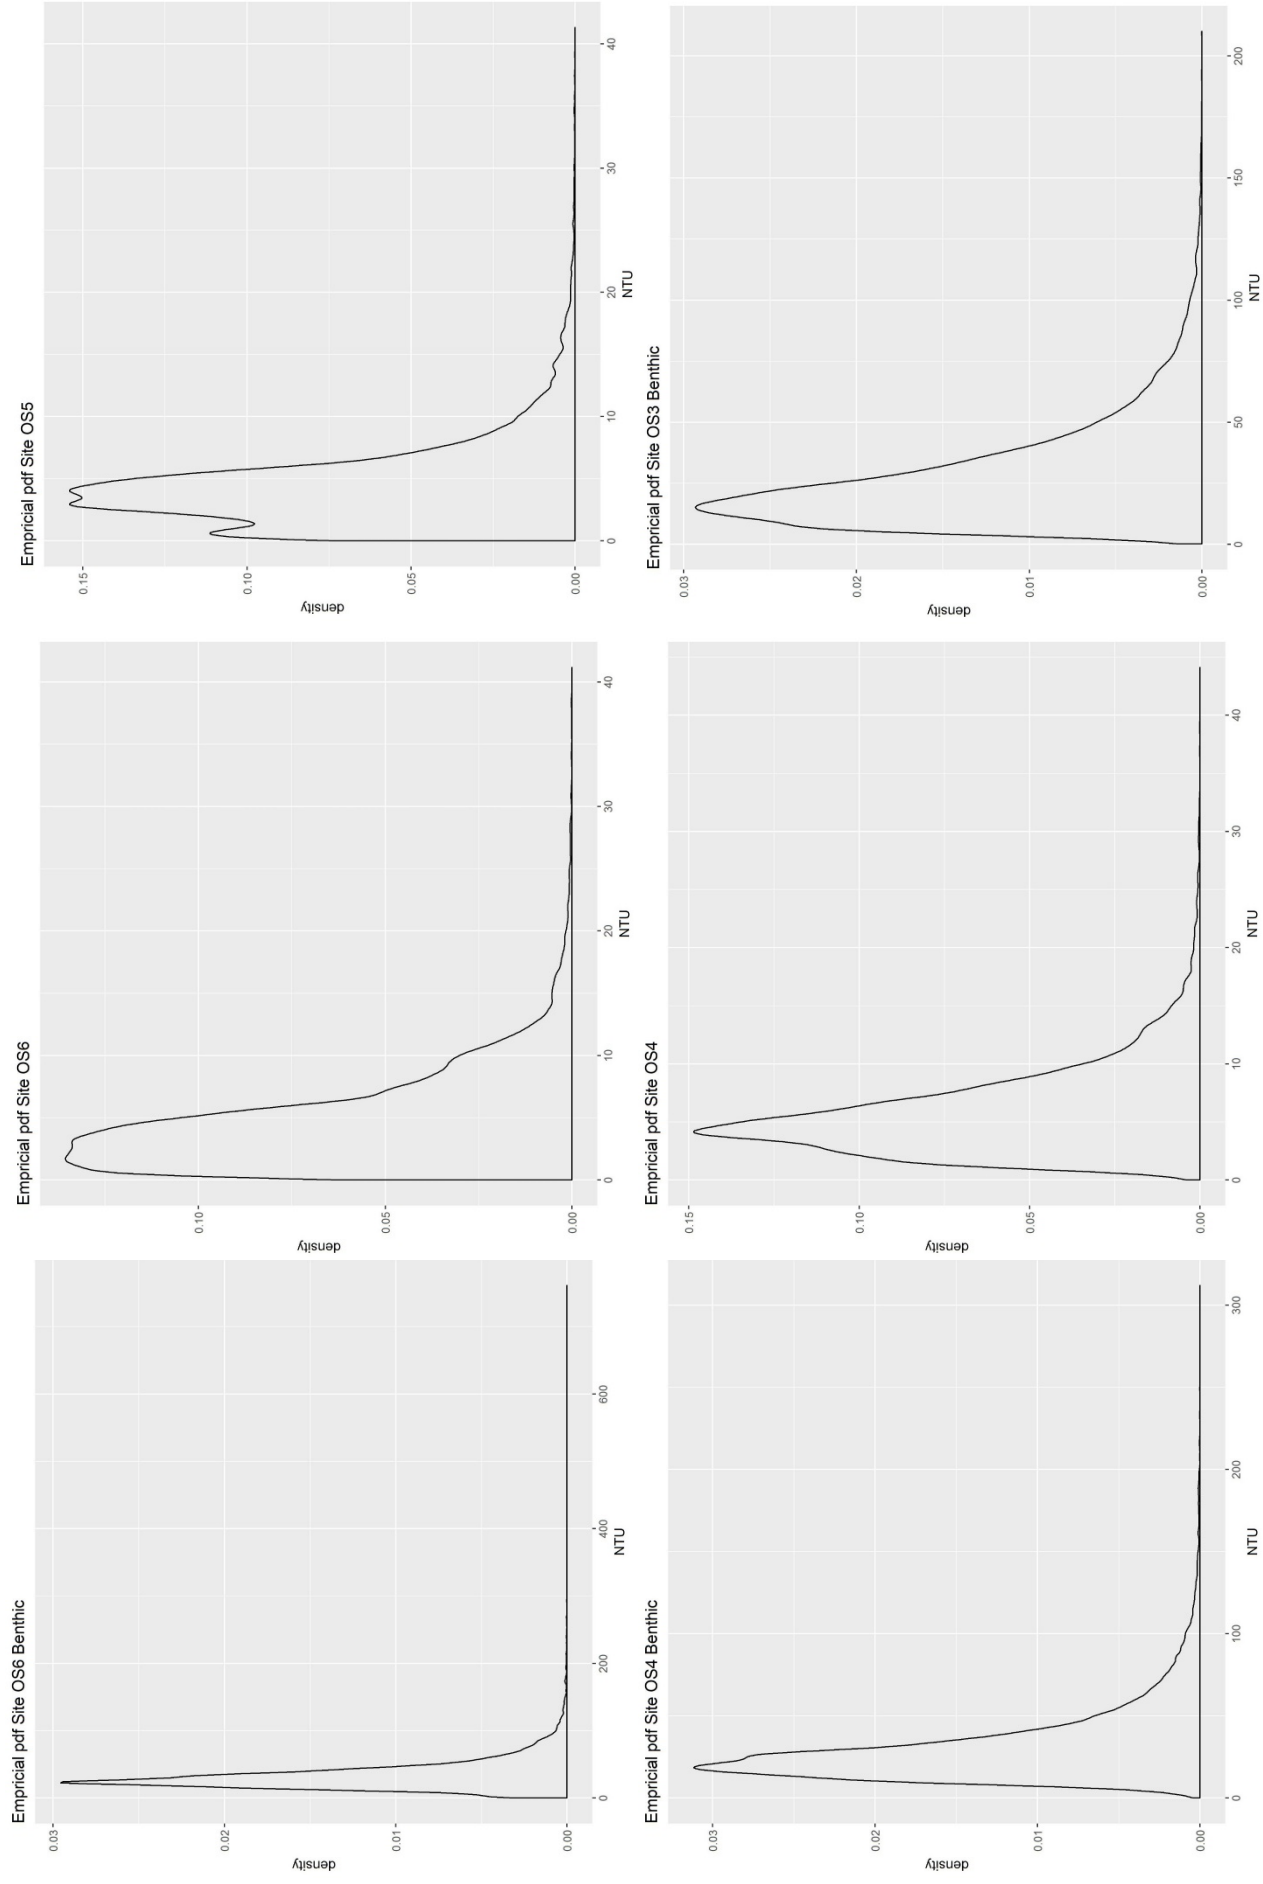 Empricial pdf Site OS6 Benthic
0.03
0.02
0.01
0.00
density
0
200
400
600
NTU
Empricial pdf Site OS6
0.10
0.05
0.00
density
0
10
20
30
40
NTU
Empricial pdf Site OS5
0.15
0.10
0.05
0.00
density
0
10
20
30
40
NTU
Empricial pdf Site OS4 Benthic
0.03
0.02
0.01
0.00
density
0
100
200
300
NTU
Empricial pdf Site OS4
0.15
0.10
0.05
0.00
density
0
10
20
30
40
NTU
Empricial pdf Site OS3 Benthic
0.03
0.02
0.01
0.00
density
0
50
100
150
200
NTU